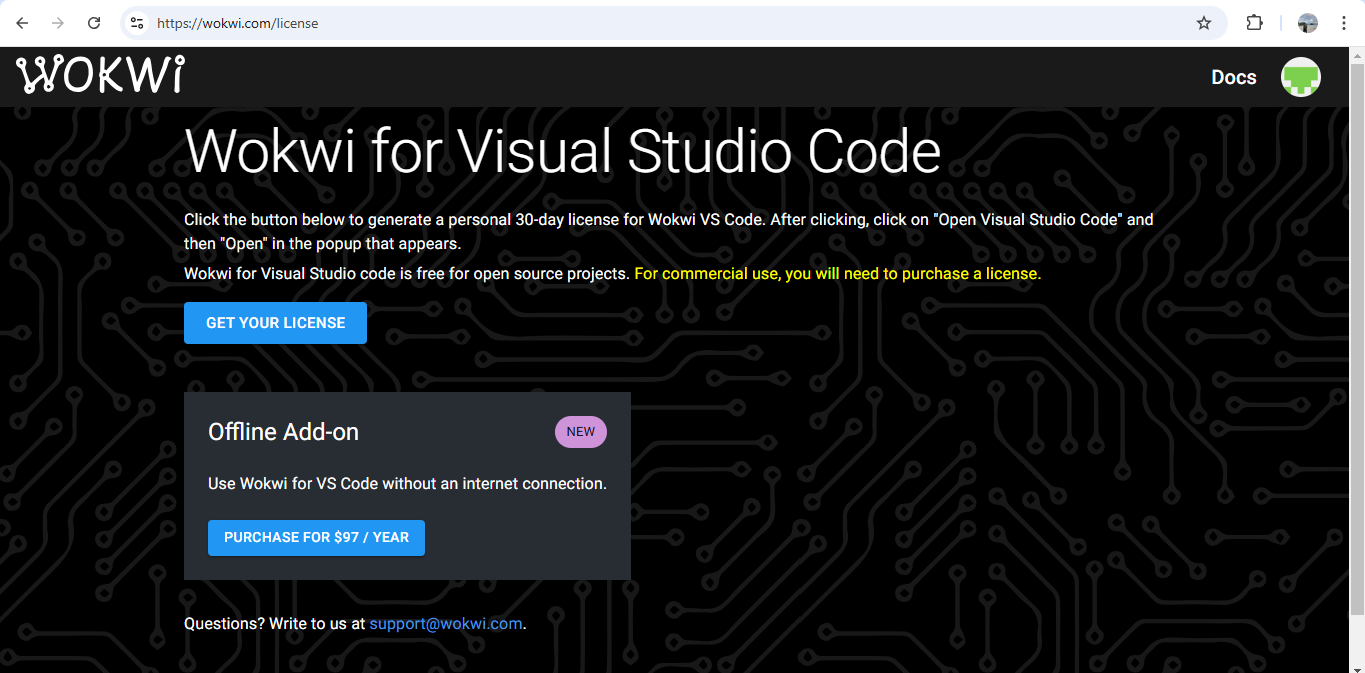 https://wokwi.com/license
WOKWi
Docs
Wokwi for Visual Studio Code
Click the button below to generate a personal 30-day license for Wokwi VS Code. After clicking, click on "Open Visual Studio Code" and
then "Open" in the popup that appears.
Wokwi for Visual Studio code is free for open source projects. For commercial use, you will need to purchase a license.
GET YOUR LICENSE
Offline Add-on
NEW
Use Wokwi for VS Code without an internet connection.
PURCHASE FOR $97 / YEAR
Questions? Write to us at support@wokwi.com.